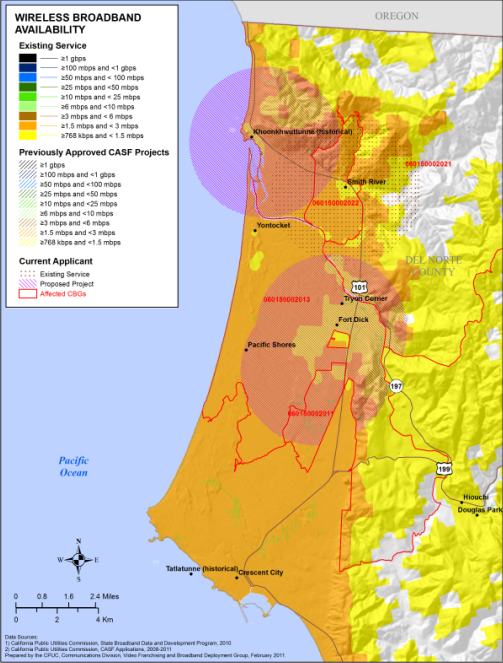 WIRELESS BROADBAND
AVAILABILITY
Existing Service
≥1 gbps
≥100 mbps and <1 gbps
≥50 mbps and < 100 mbps
≥25 mbps and <50 mbps
≥10 mbps and < 25 mbps
≥6 mbps and <10 mbps
≥3 mbps and < 6 mbps
≥1.5 mbps and < 3 mbps
≥768 kbps and < 1.5 mbps
Previously Approved CASF Projects
≥1 gbps
≥100 mbps and <1 gbps
≥50 mbps and <100 mbps
≥25 mbps and <50 mbps
≥10 mbps and <25 mbps
≥6 mbps and <10 mbps
≥3 mbps and <6 mbps
≥1.5 mbps and <3 mbps
≥768 kbps and <1.5 mbps
Current Applicant
Existing Service
Proposed Project
Affected CBGs
OREGON
Khoonkhwuttunna (historical)
060150002021
Smith River
060150002022
Yontocket
DEL NORTE
COUNTY
101
060150002013
Tryon Corner
Fort Dick
Pacific Shores
197
060150002011
199
Pacific
Ocean
Hiouchi
Douglas Park
N
W E
S
Tatlatunne (historical)
Crescent City
0 0.8 1.6 2.4 Miles
0 2 4 Km
Data Sources:
1) California Public Utilities Commission, State Broadband Data and Development Program, 2010
2) California Public Utilities Commission, CASF Applications, 2008-2011
Prepared by the CPUC, Communications Division, Video Franchising and Broadband Deployment Group, February 2011.